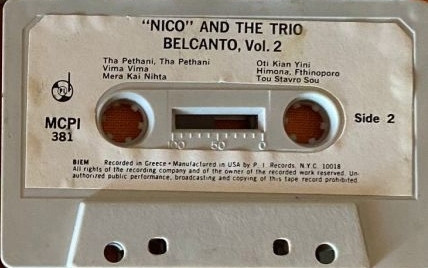 "NICO" AND THE TRIO
BELCANTO, Vol. 2
Tha Pethani, Tha Pethani
Vima Vima
Mera Kai Nihta
Oti Kian Yini
Himona, Fthinoporo
Tou Stavro Sou
MCPI
381
Side 2
100 50 0
BIEM Recorded in Greece • Manufactured in USA by P. I. Records, N.Y.C. 10018
All rights of the recording company and of the owner of the recorded work reserved. Un-
authorized public performance, broadcasting and copying of this tape record prohibited.